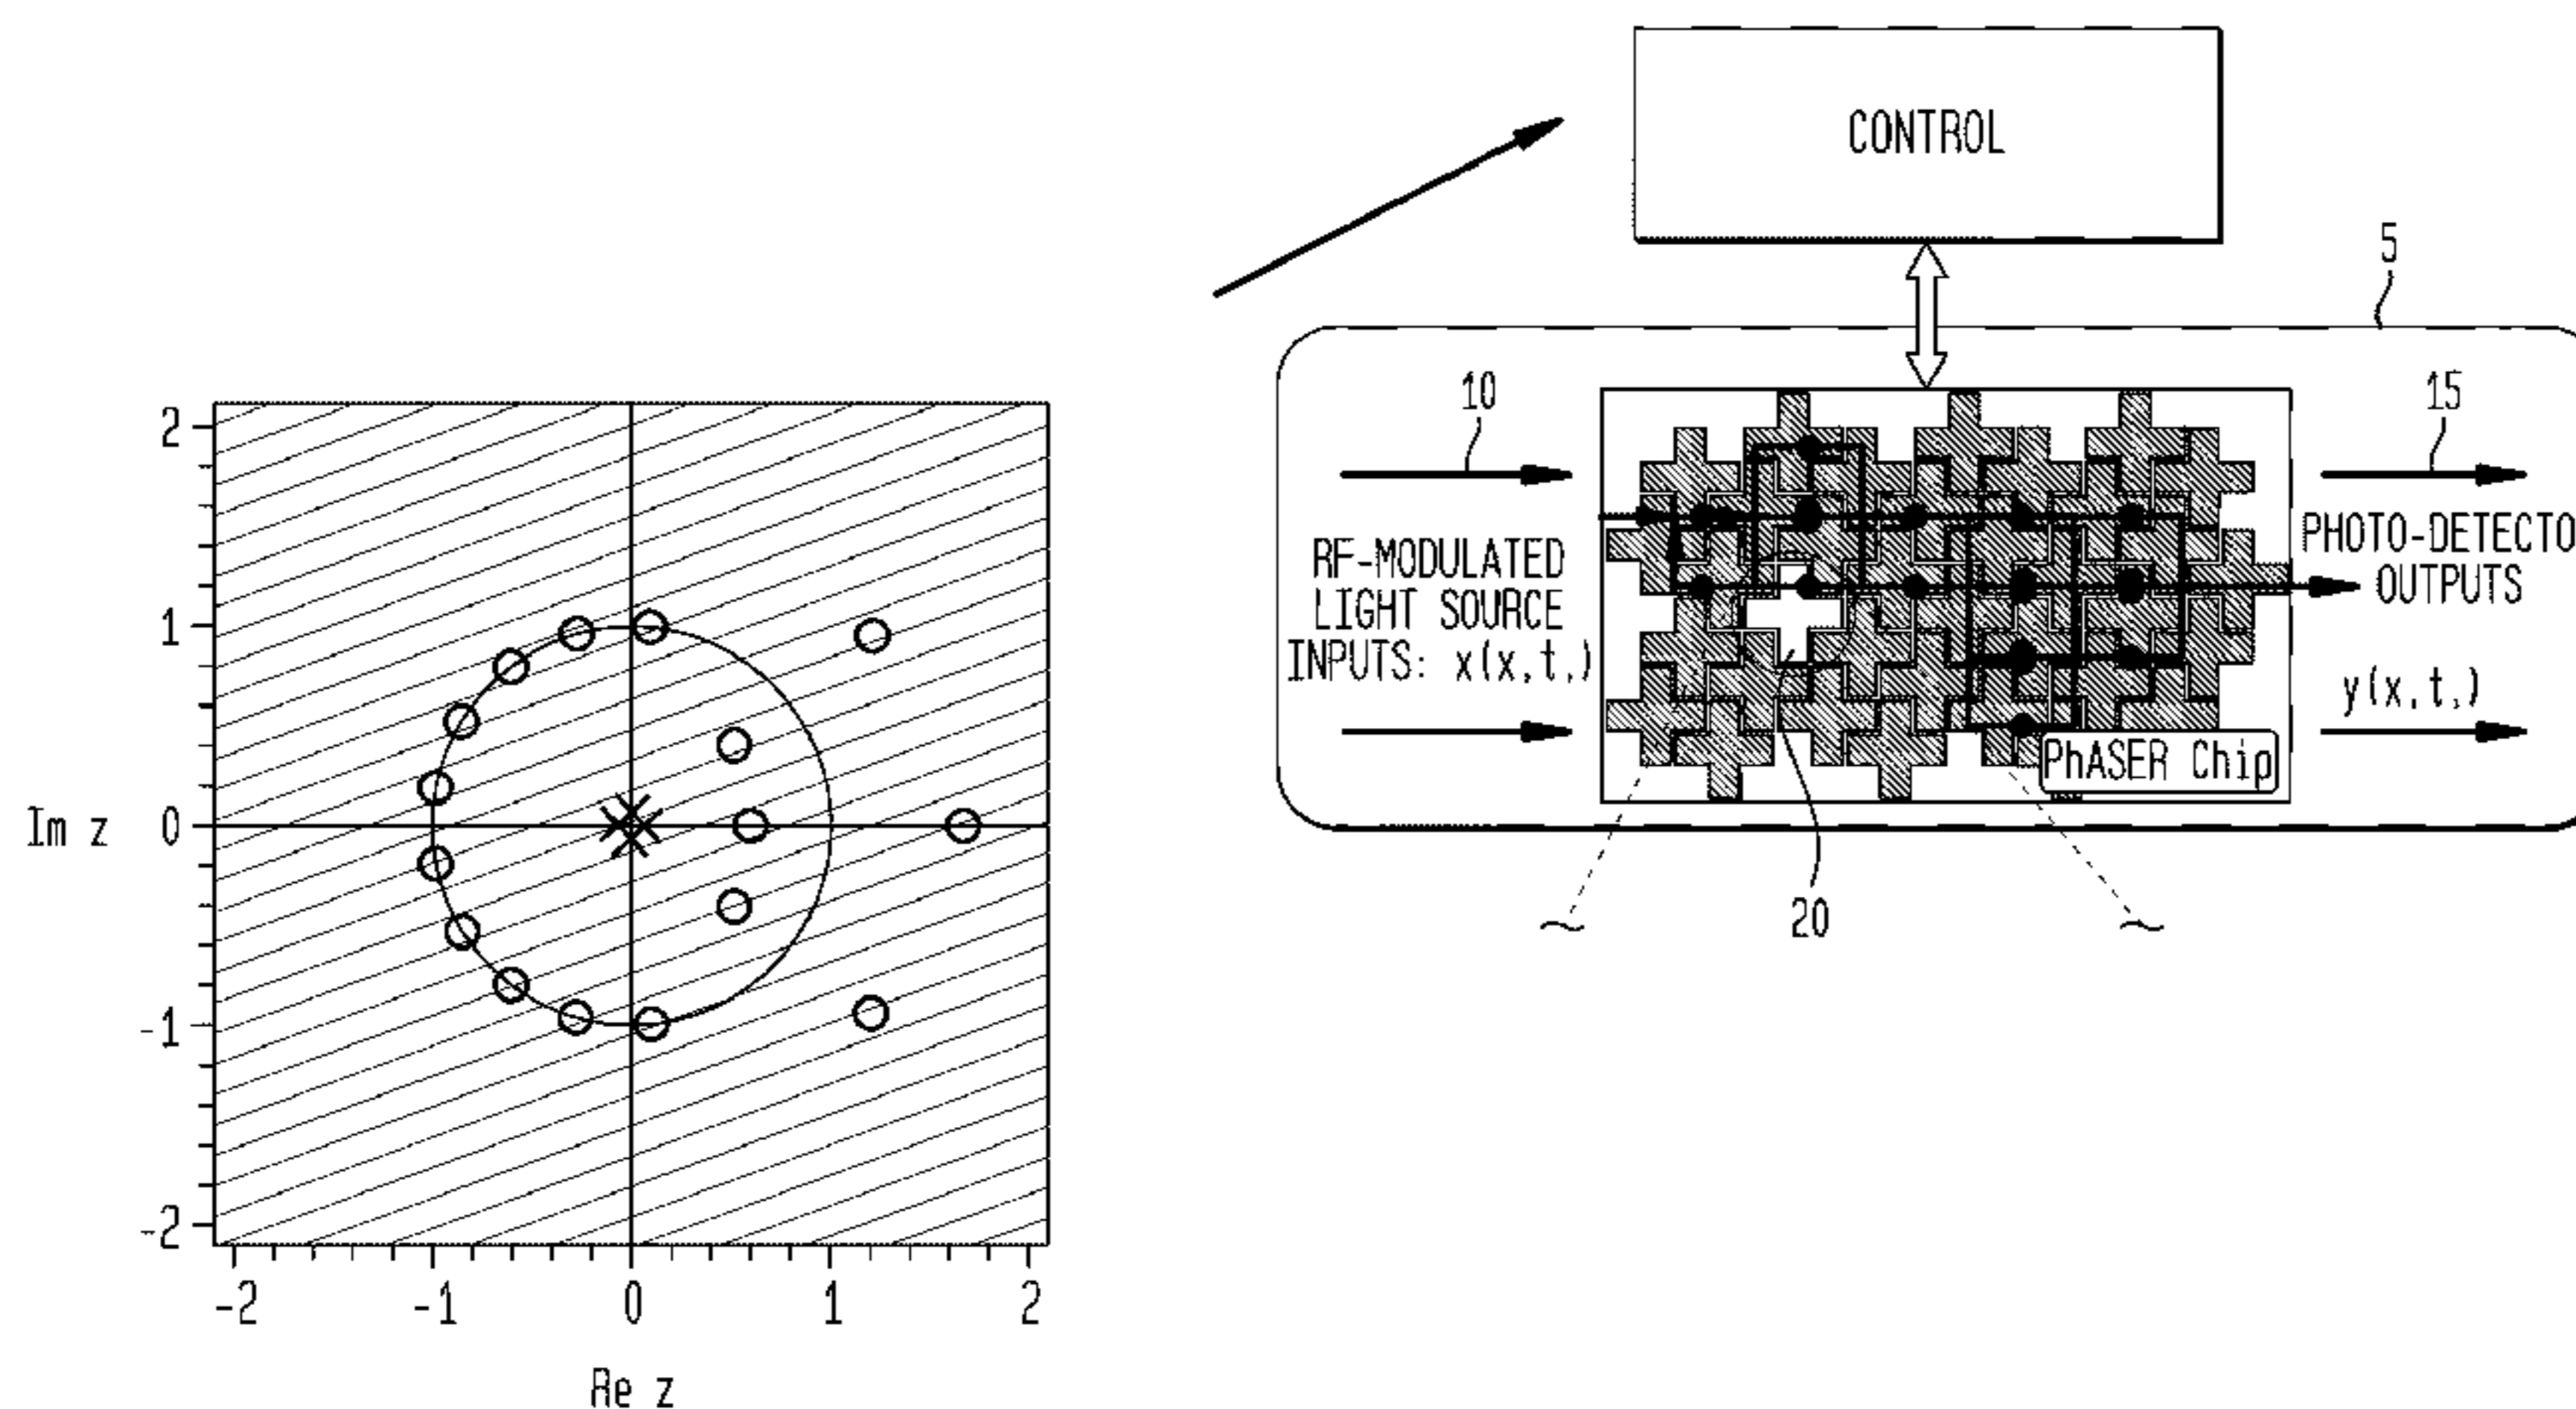 CONTROL
5
10
15
RF-MODULATED
LIGHT SOURCE
INPUTS: x(x,t,)
PHOTO-DETECTO
OUTPUTS
y(x,t,)
PhASER Chip
20
2
1
0
-1
-2
Im z
-2
-1
0
1
2
Re z